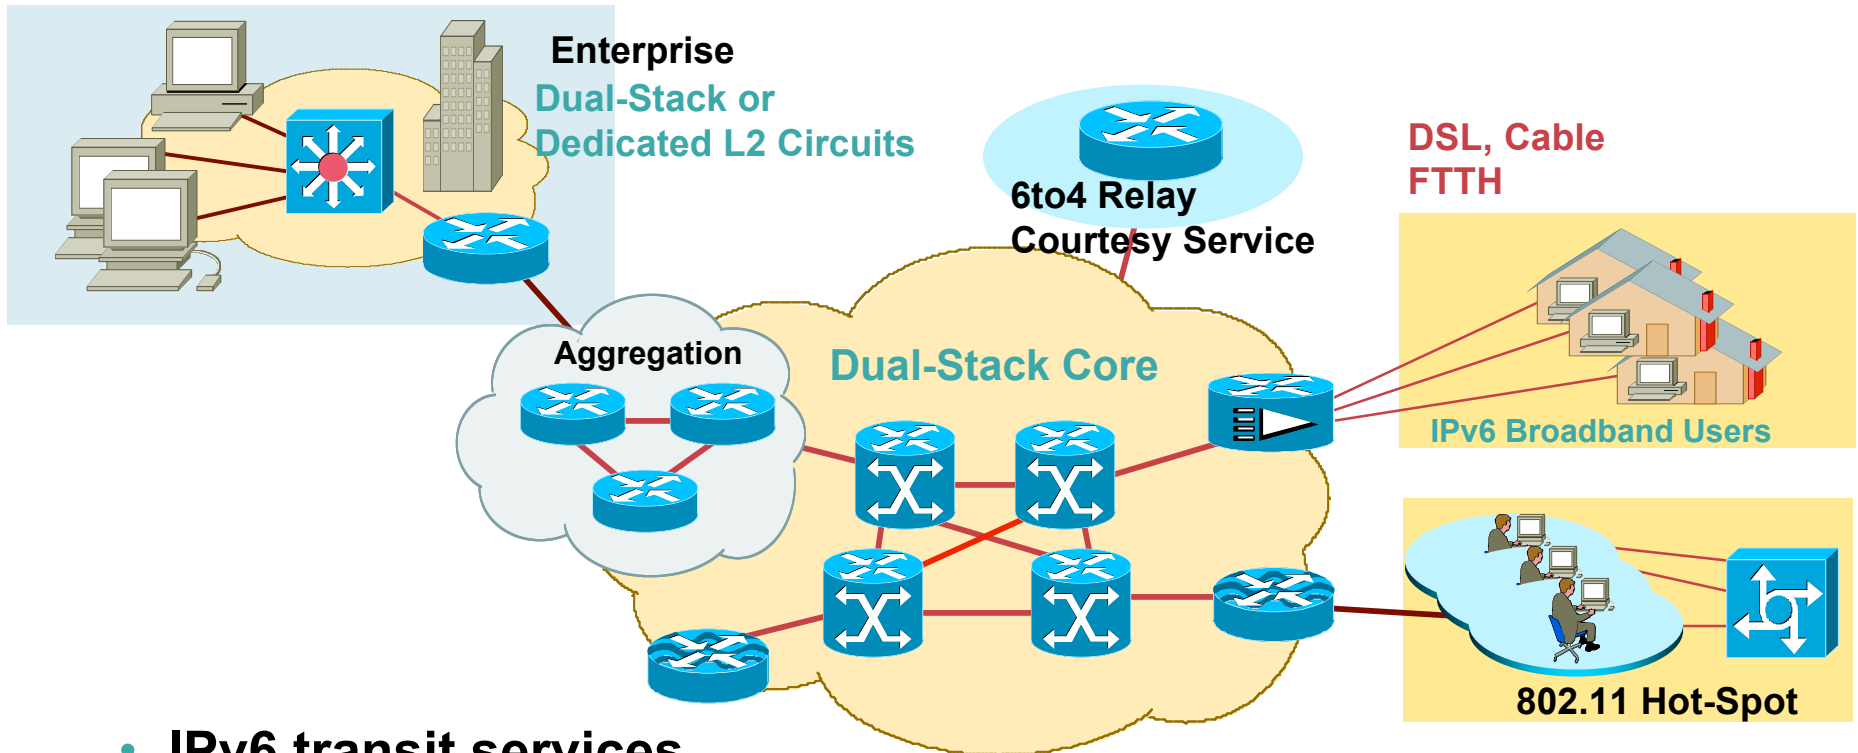 Enterprise
Dual-Stack or
Dedicated L2 Circuits
6to4 Relay
Courtesy Service
DSL, Cable
FTTH
Aggregation
Dual-Stack Core
IPv6 Broadband Users
802.11 Hot-Spot
• IPv6 transit services